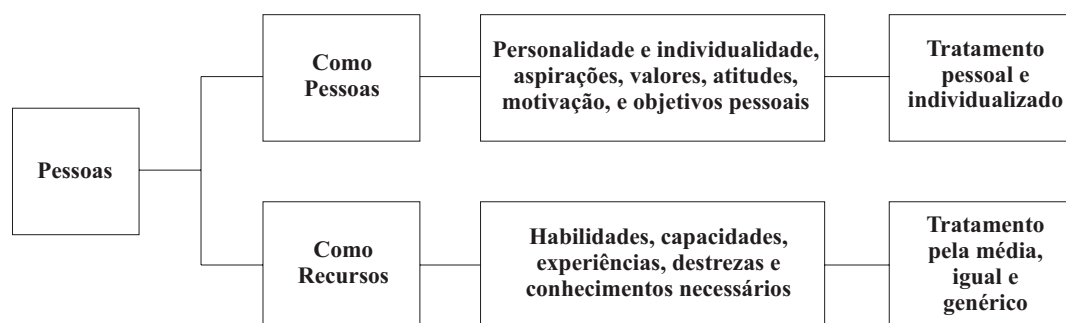 Pessoas
Como
Pessoas
Personalidade e individualidade,
aspirações, valores, atitudes,
motivação, e objetivos pessoais
Tratamento
pessoal e
individualizado
Como
Recursos
Habilidades, capacidades,
experiências, destrezas e
conhecimentos necessários
Tratamento
pela média,
igual e
genérico